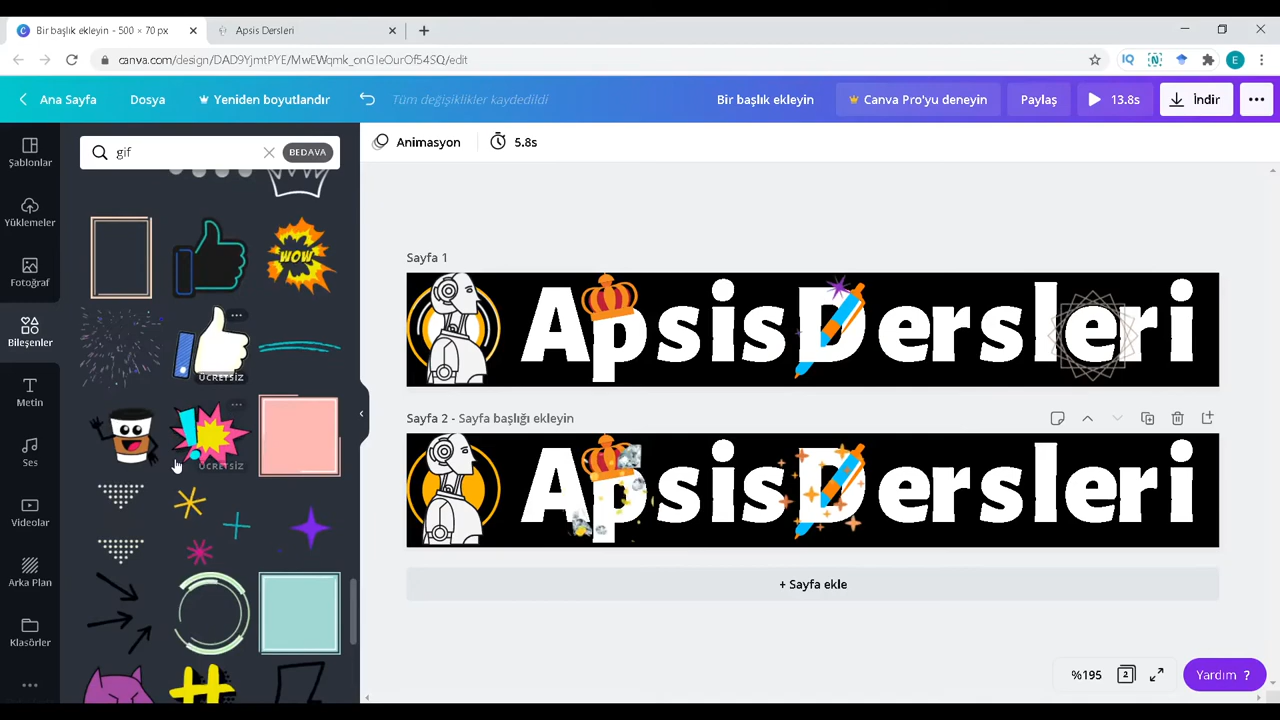 Bir başlık ekleyin - 500 × 70 px
Apsis Dersleri
canva.com/design/DAD9YjmtPYE/MwEWqmk_cnGIeOurOf54SQ/edit
IQ
N
E
Ana Sayfa
Dosya
Yeniden boyutlandır
Tüm değişiklikler kaydedildi
Bir başlık ekleyin
Canva Pro'yu deneyin
Paylaş
13.8s
İndir
Şablonlar
Yüklemeler
Fotoğraf
Bileşenler
Metin
Ses
Videolar
Arka Plan
Klasörler
gif
BEDAVA
WOW
ÜCRETSİZ
ÜCRETSİZ
Animasyon
5.8s
Sayfa 1
ApsisDersleri
Sayfa 2 - Sayfa başlığı ekleyin
ApsisDersleri
+ Sayfa ekle
%195
2
Yardım ?